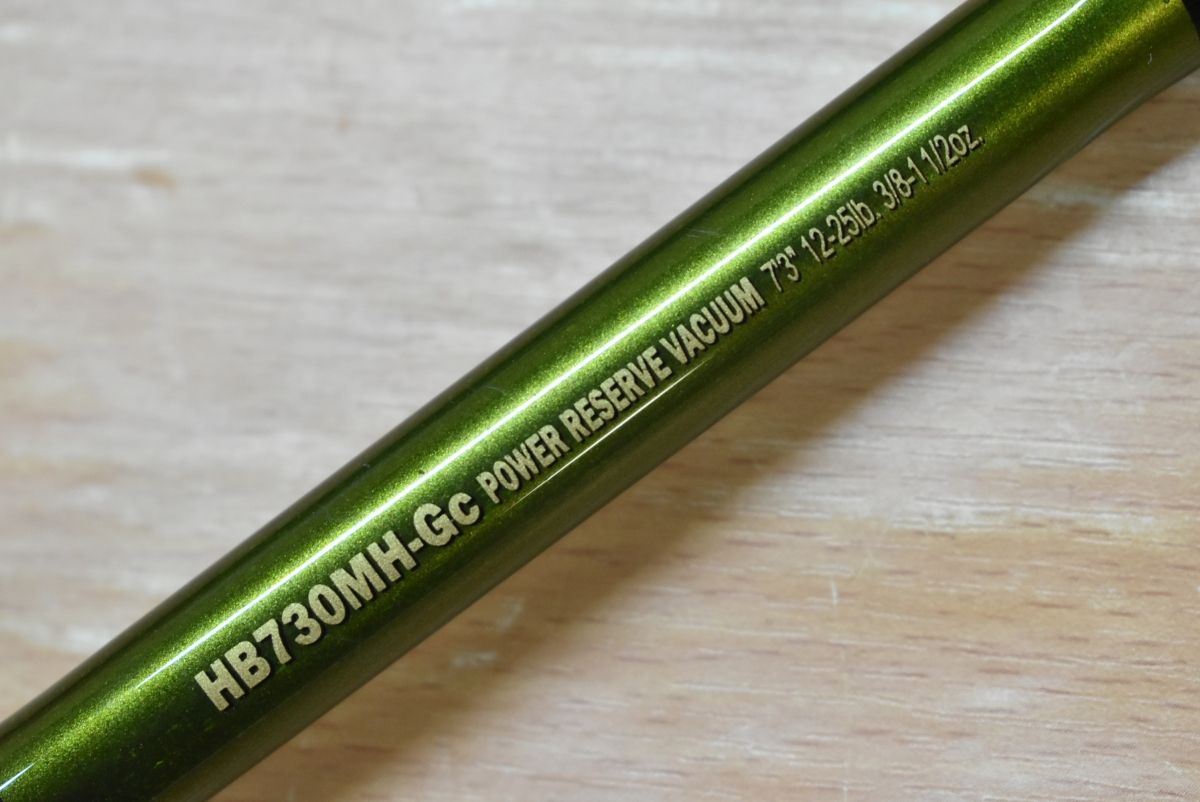 HB730MH-Gc POWER RESERVE VACUUM 7'3" 12-25lb. 3/8-1 1/2oz.